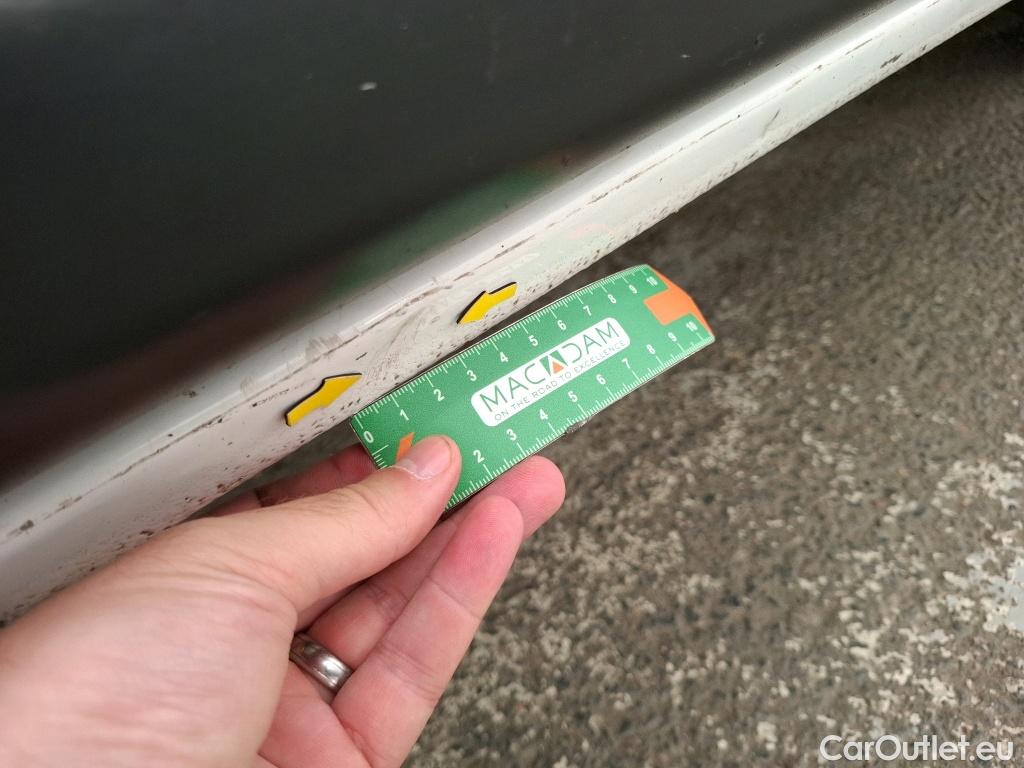 0 1 2 3 4 5 6 7 8 9 10
MACADAM
ON THE ROAD TO EXCELLENCE
2 3 4 5 6 7 8 9 10
CarOutlet.eu